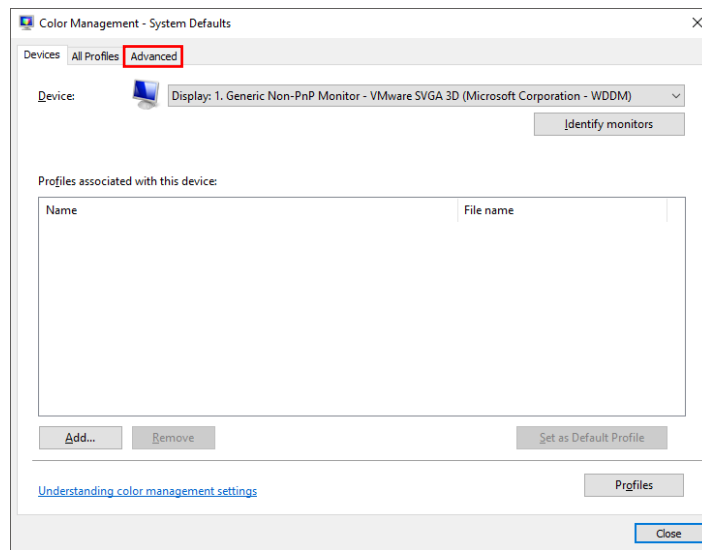 Color Management - System Defaults
Devices All Profiles Advanced
Device: Display: 1. Generic Non-PnP Monitor - VMware SVGA 3D (Microsoft Corporation - WDDM)
Identify monitors
Profiles associated with this device:
Name File name
Add... Remove Set as Default Profile
Understanding color management settings Profiles
Close